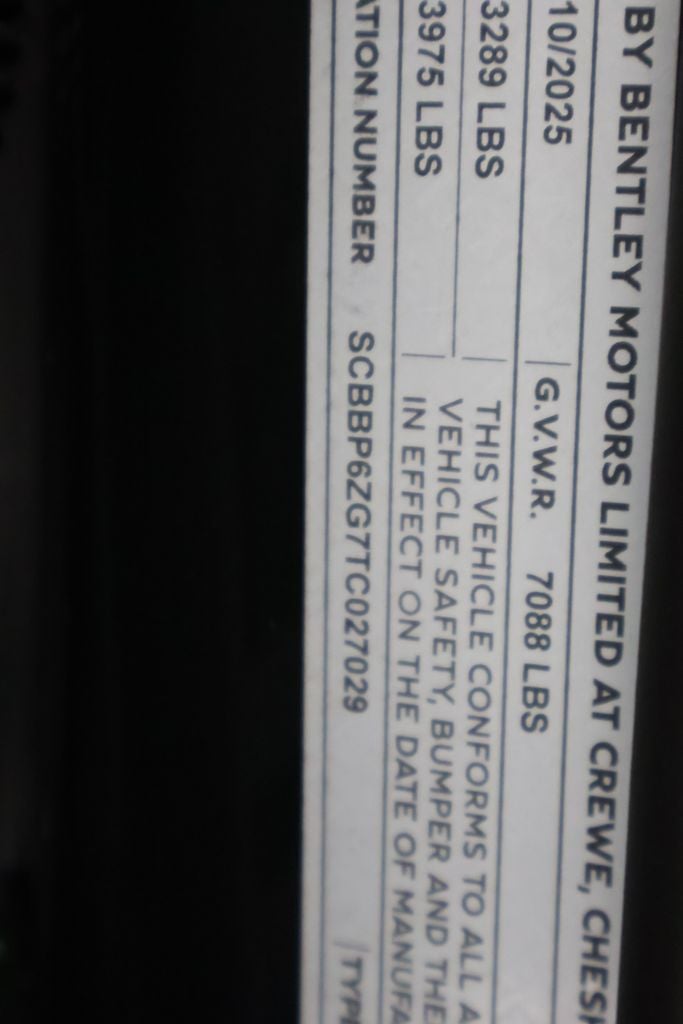 BY BENTLEY MOTORS LIMITED AT CREWE,
10/2025 G.V.W.R. 7088 LBS
3289 LBS THIS VEHICLE CONFORMS TO ALL A
VEHICLE SAFETY, BUMPER AND THE
3975 LBS IN EFFECT ON THE DATE OF
NUMBER SCBBP6ZG7TC027029